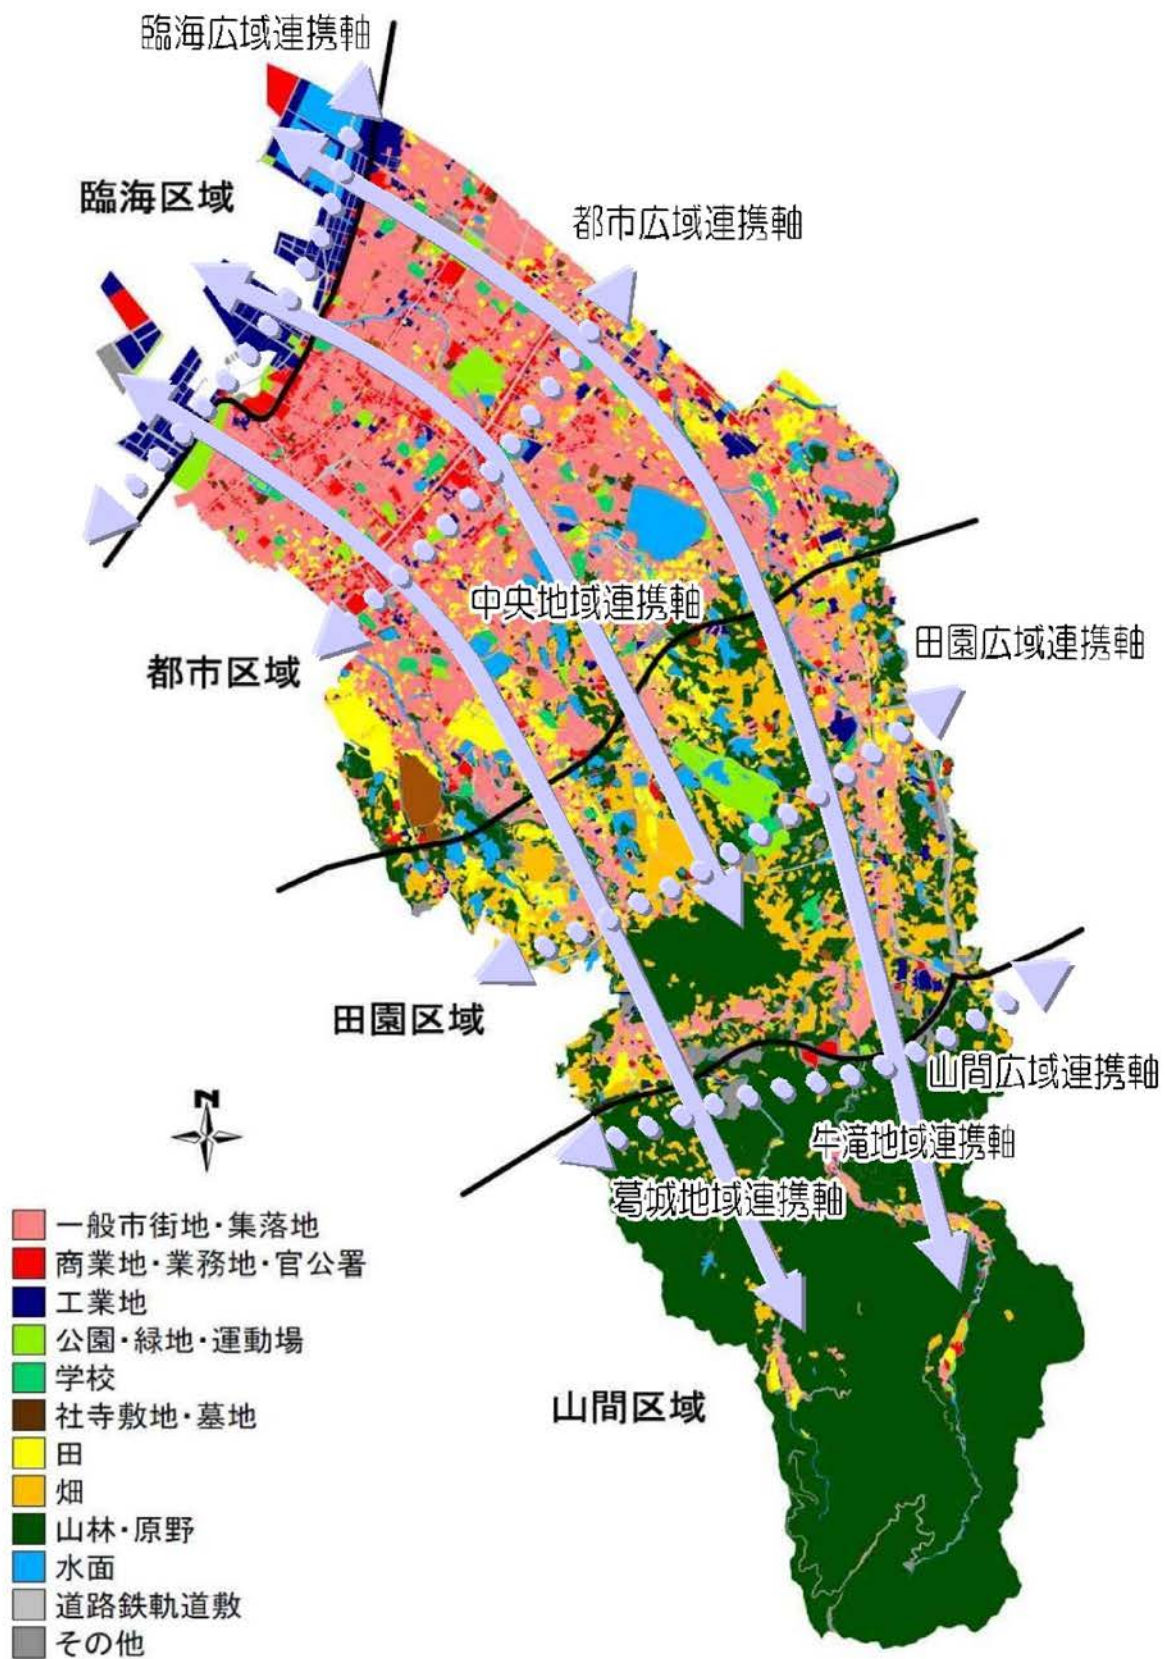 臨海広域連携軸
臨海区域
都市広域連携軸
中央地域連携軸
田園広域連携軸
都市区域
田園区域
山間広域連携軸
牛滝地域連携軸
葛城地域連携軸
山間区域
N
一般市街地・集落地
商業地・業務地・官公署
工業地
公園・緑地・運動場
学校
社寺敷地・墓地
田
畑
山林・原野
水面
道路鉄軌道敷
その他